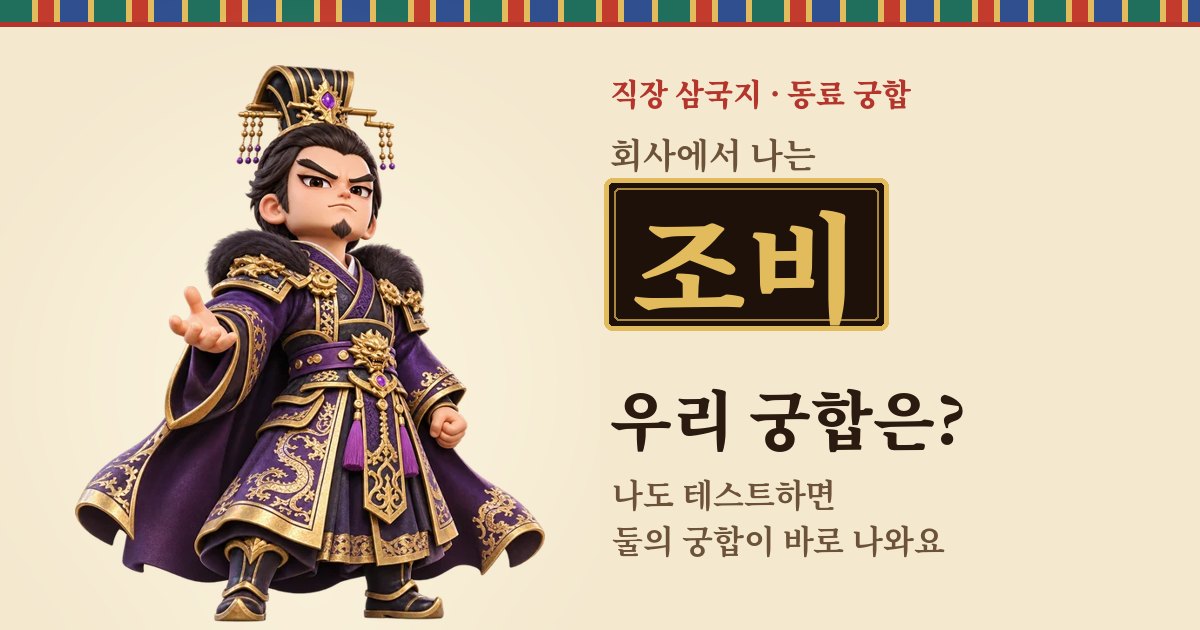 직장 삼국지 · 동료 궁합
회사에서 나는
조비
우리 궁합은?
나도 테스트하면
둘의 궁합이 바로 나와요